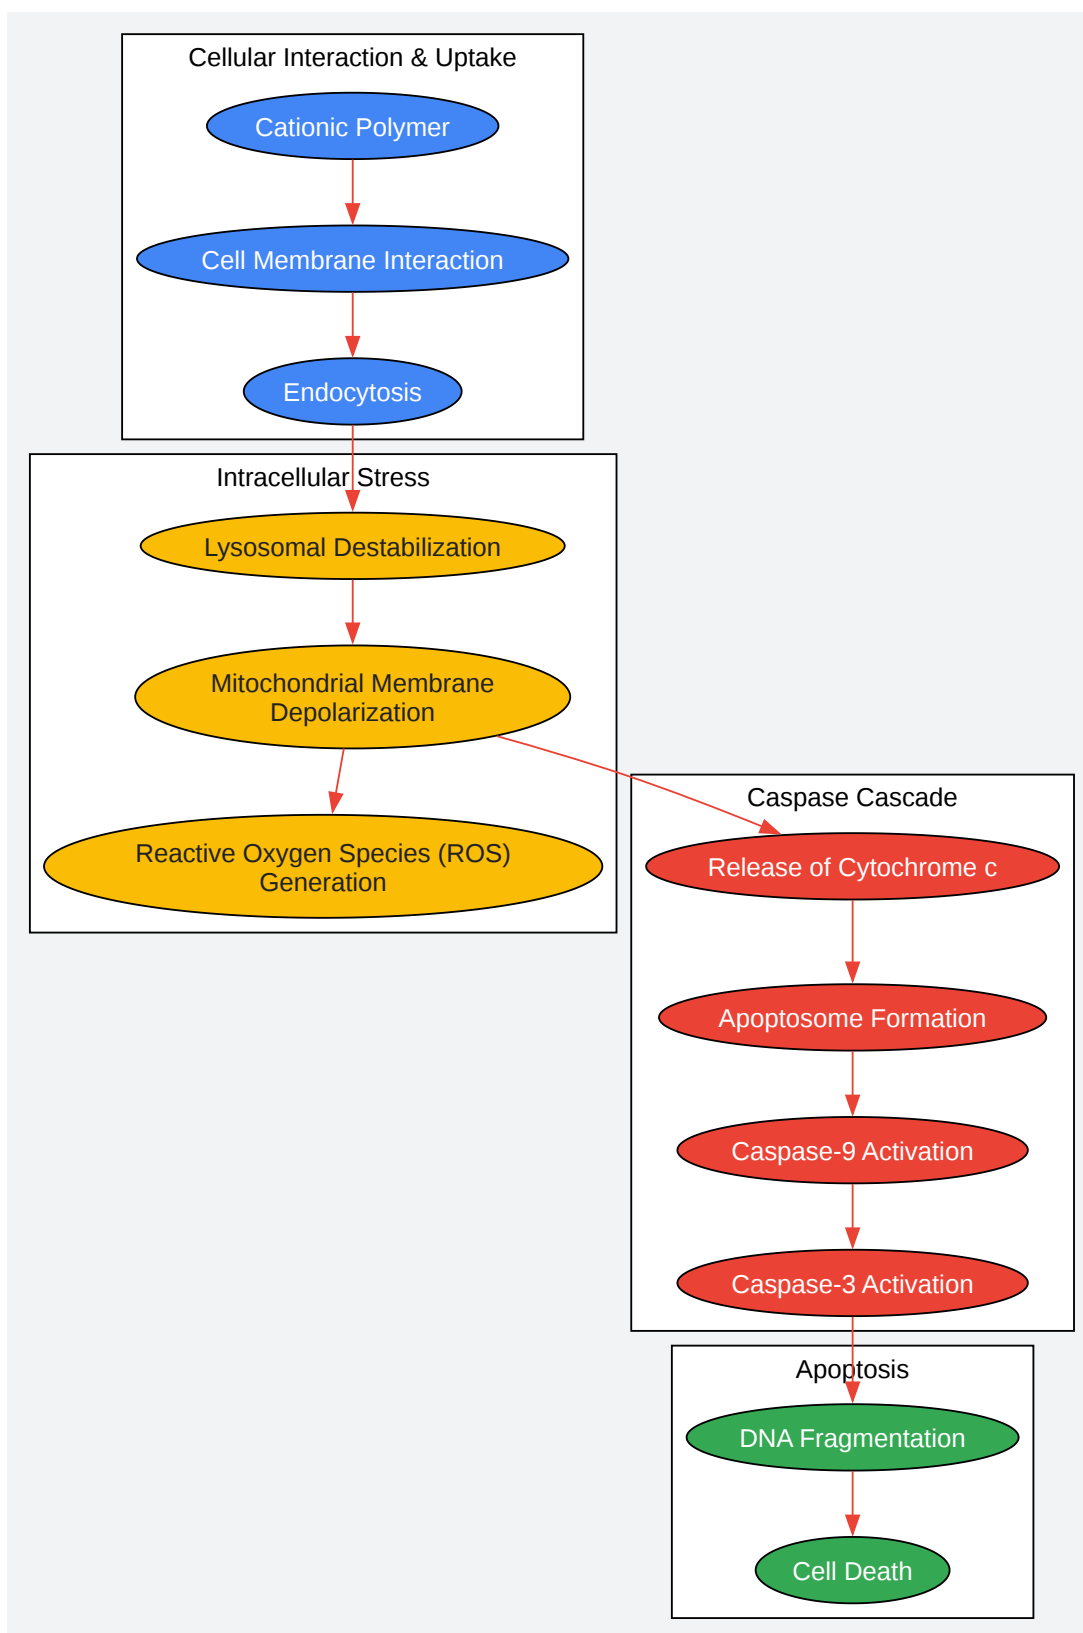 Cellular Interaction & Uptake
Cationic Polymer
Cell Membrane Interaction
Endocytosis
Intracellular Stress
Lysosomal Destabilization
Mitochondrial Membrane
Depolarization
Reactive Oxygen Species (ROS)
Generation
Caspase Cascade
Release of Cytochrome c
Apoptosome Formation
Caspase-9 Activation
Caspase-3 Activation
Apoptosis
DNA Fragmentation
Cell Death